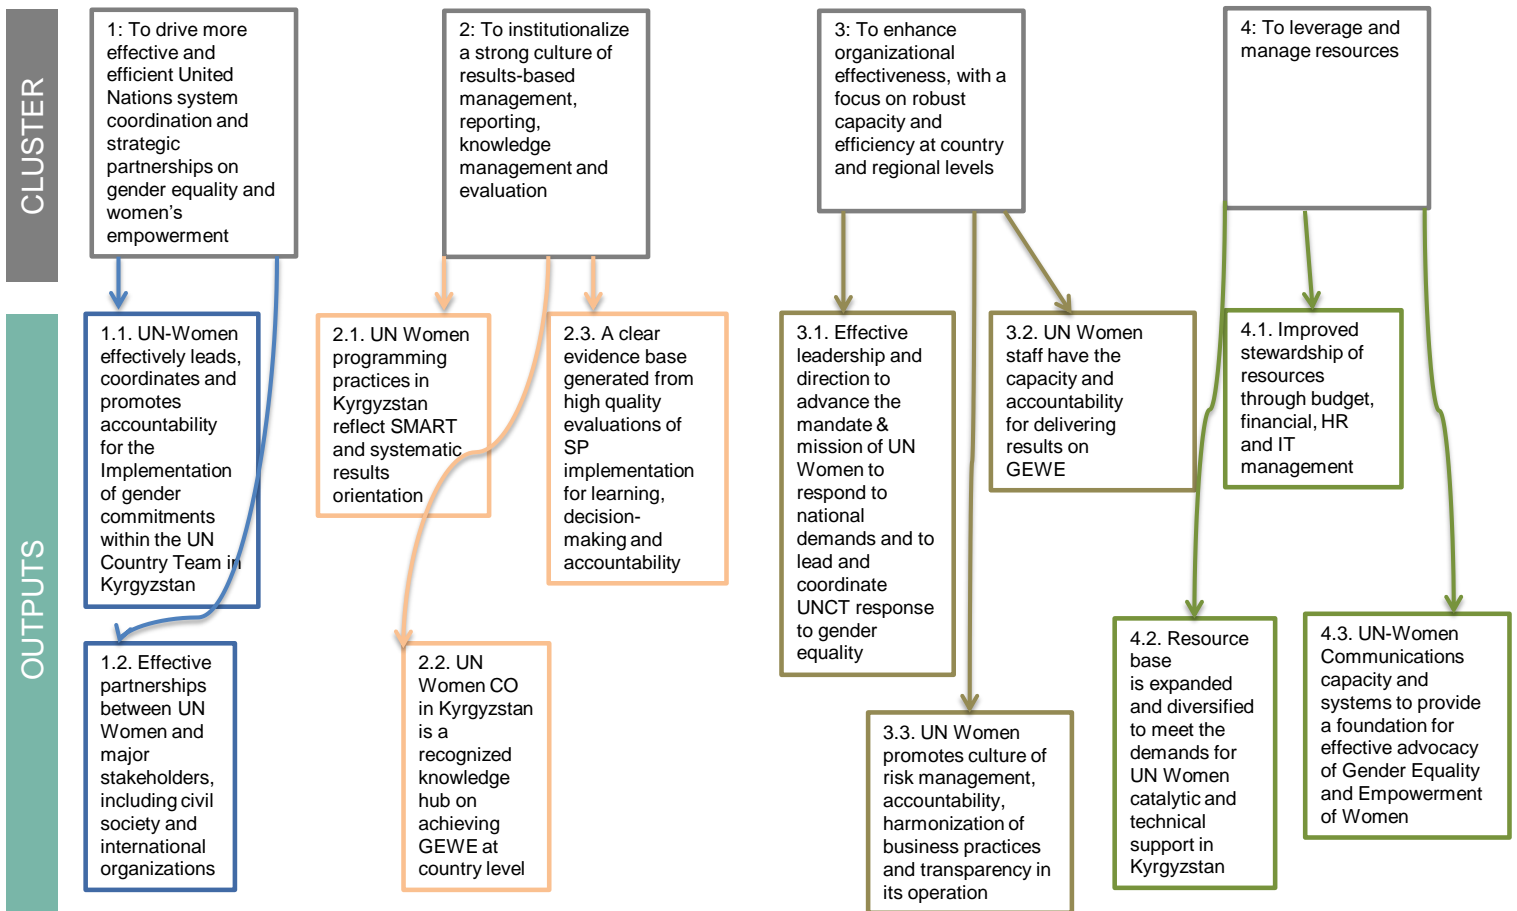 CLUSTER
1: To drive more
effective and
efficient United
Nations system
coordination and
strategic
partnerships on
gender equality and
women's
empowerment
2: To institutionalize
a strong culture of
results-based
management,
reporting,
knowledge
management and
evaluation
3: To enhance
organizational
effectiveness, with a
focus on robust
capacity and
efficiency at country
and regional levels
4: To leverage and
manage resources
OUTPUTS
1.1. UN-Women
effectively leads,
coordinates and
promotes
accountability
for the
Implementation
of gender
commitments
within the UN
Country Team in
Kyrgyzstan
1.2. Effective
partnerships
between UN
Women and
major
stakeholders,
including civil
society and
international
organizations
2.1. UN Women
programming
practices in
Kyrgyzstan
reflect SMART
and systematic
results
orientation
2.3. A clear
evidence base
generated from
high quality
evaluations of
SP
implementation
for learning,
decision-
making and
accountability
2.2. UN
Women CO
in Kyrgyzstan
is a
recognized
knowledge
hub on
achieving
GEWE at
country level
3.1. Effective
leadership and
direction to
advance the
mandate &
mission of UN
Women to
respond to
national
demands and to
lead and
coordinate
UNCT response
to gender
equality
3.2. UN Women
staff have the
capacity and
accountability
for delivering
results on
GEWE
3.3. UN Women
promotes culture of
risk management,
accountability,
harmonization of
business practices
and transparency in
its operation
4.1. Improved
stewardship of
resources
through budget,
financial, HR
and IT
management
4.2. Resource
base
is expanded
and diversified
to meet the
demands for
UN Women
catalytic and
technical
support in
Kyrgyzstan
4.3. UN-Women
Communications
capacity and
systems to provide
a foundation for
effective advocacy
of Gender Equality
and Empowerment
of Women